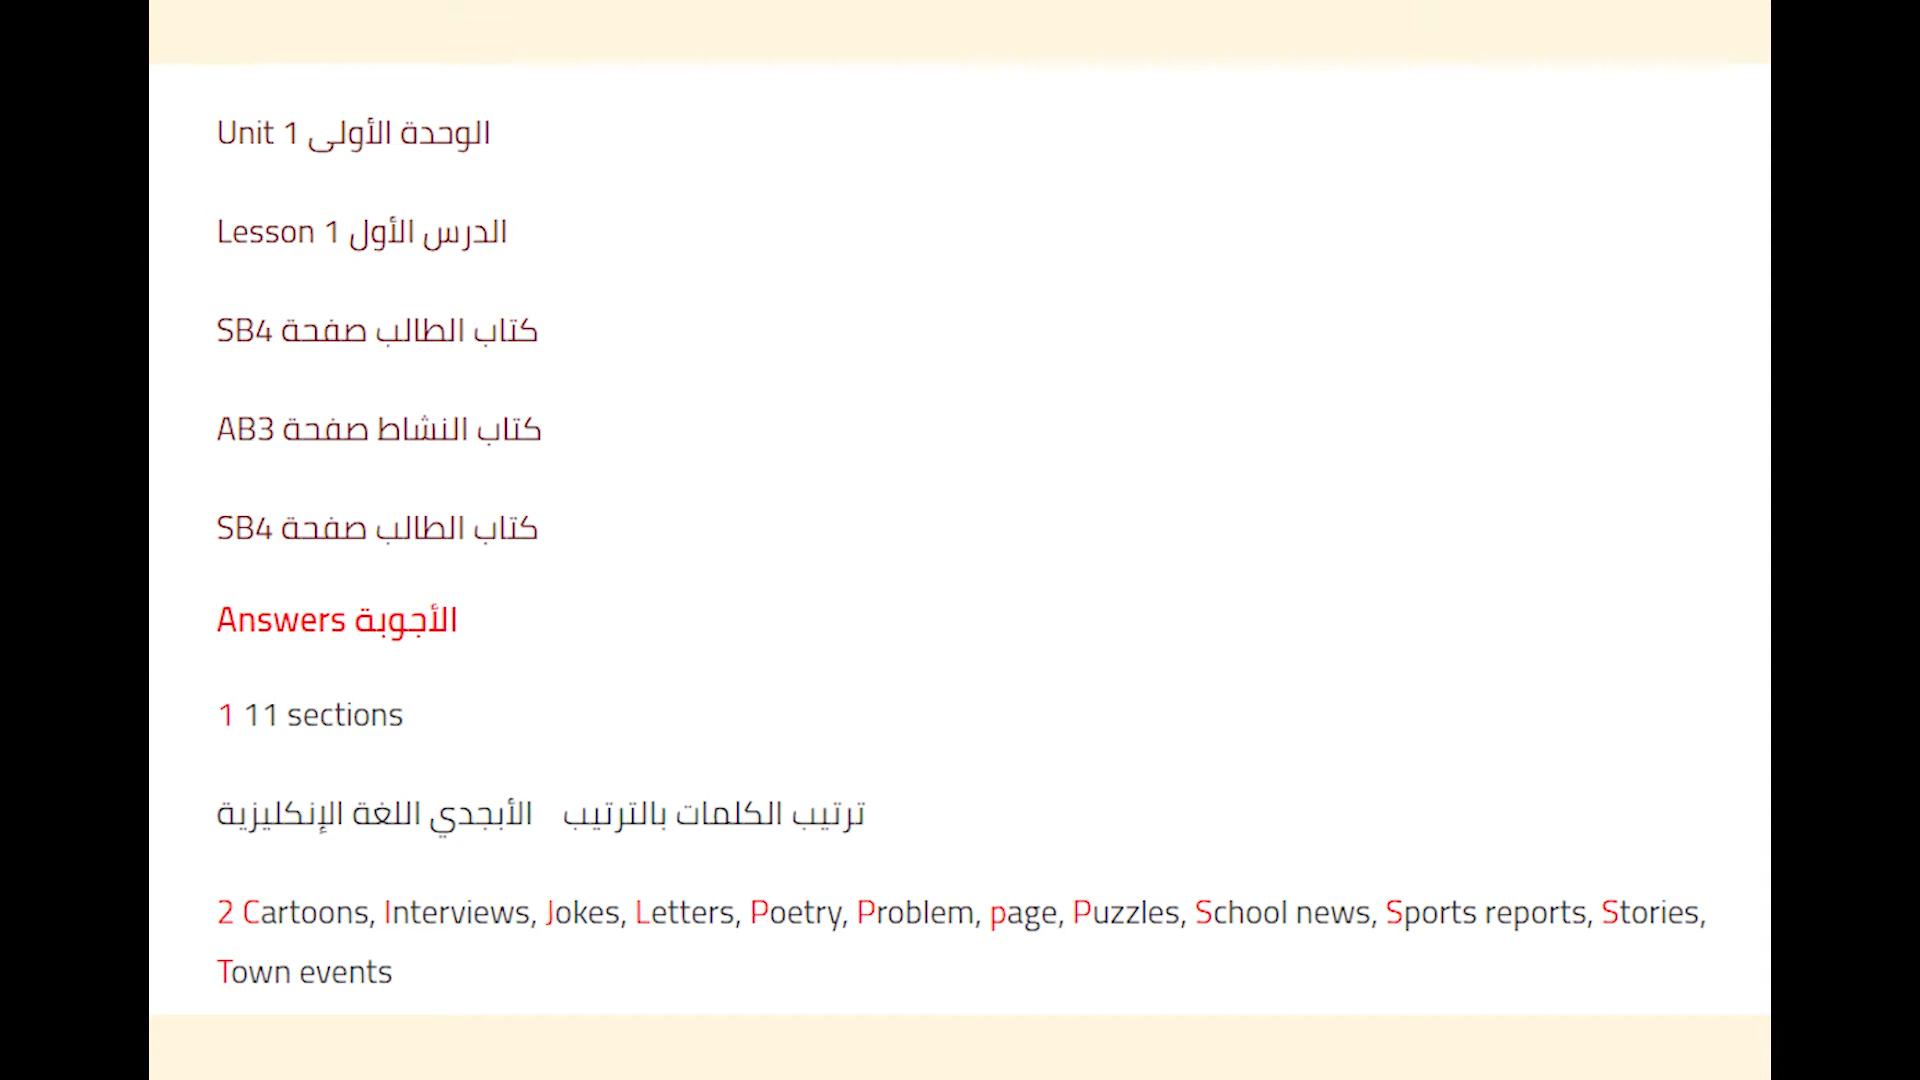 Unit 1 الوحدة الأولى
Lesson 1 الدرس الأول
SB4 كتاب الطالب صفحة
AB3 كتاب النشاط صفحة
SB4 كتاب الطالب صفحة
Answers الأجوبة
1 11 sections
ترتيب الكلمات بالترتيب الأبجدي اللغة الإنكليزية
2 Cartoons, Interviews, Jokes, Letters, Poetry, Problem, page, Puzzles, School news, Sports reports, Stories,
Town events